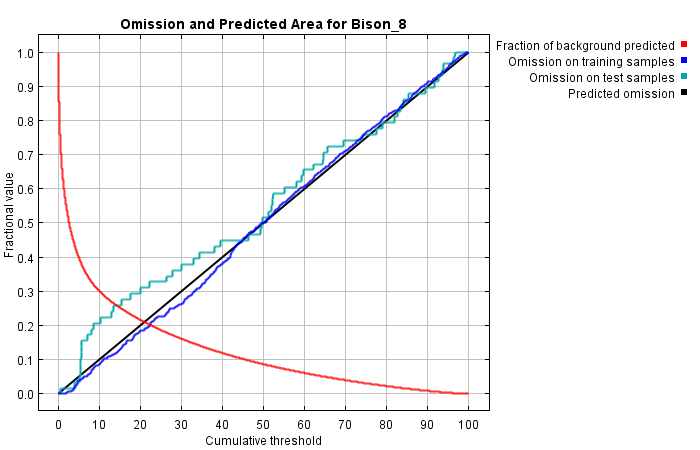 Omission and Predicted Area for Bison_8
Fraction of background predicted
Omission on training samples
Omission on test samples
Predicted omission
Fractional value
1.0
0.9
0.8
0.7
0.6
0.5
0.4
0.3
0.2
0.1
0.0
0 10 20 30 40 50 60 70 80 90 100
Cumulative threshold